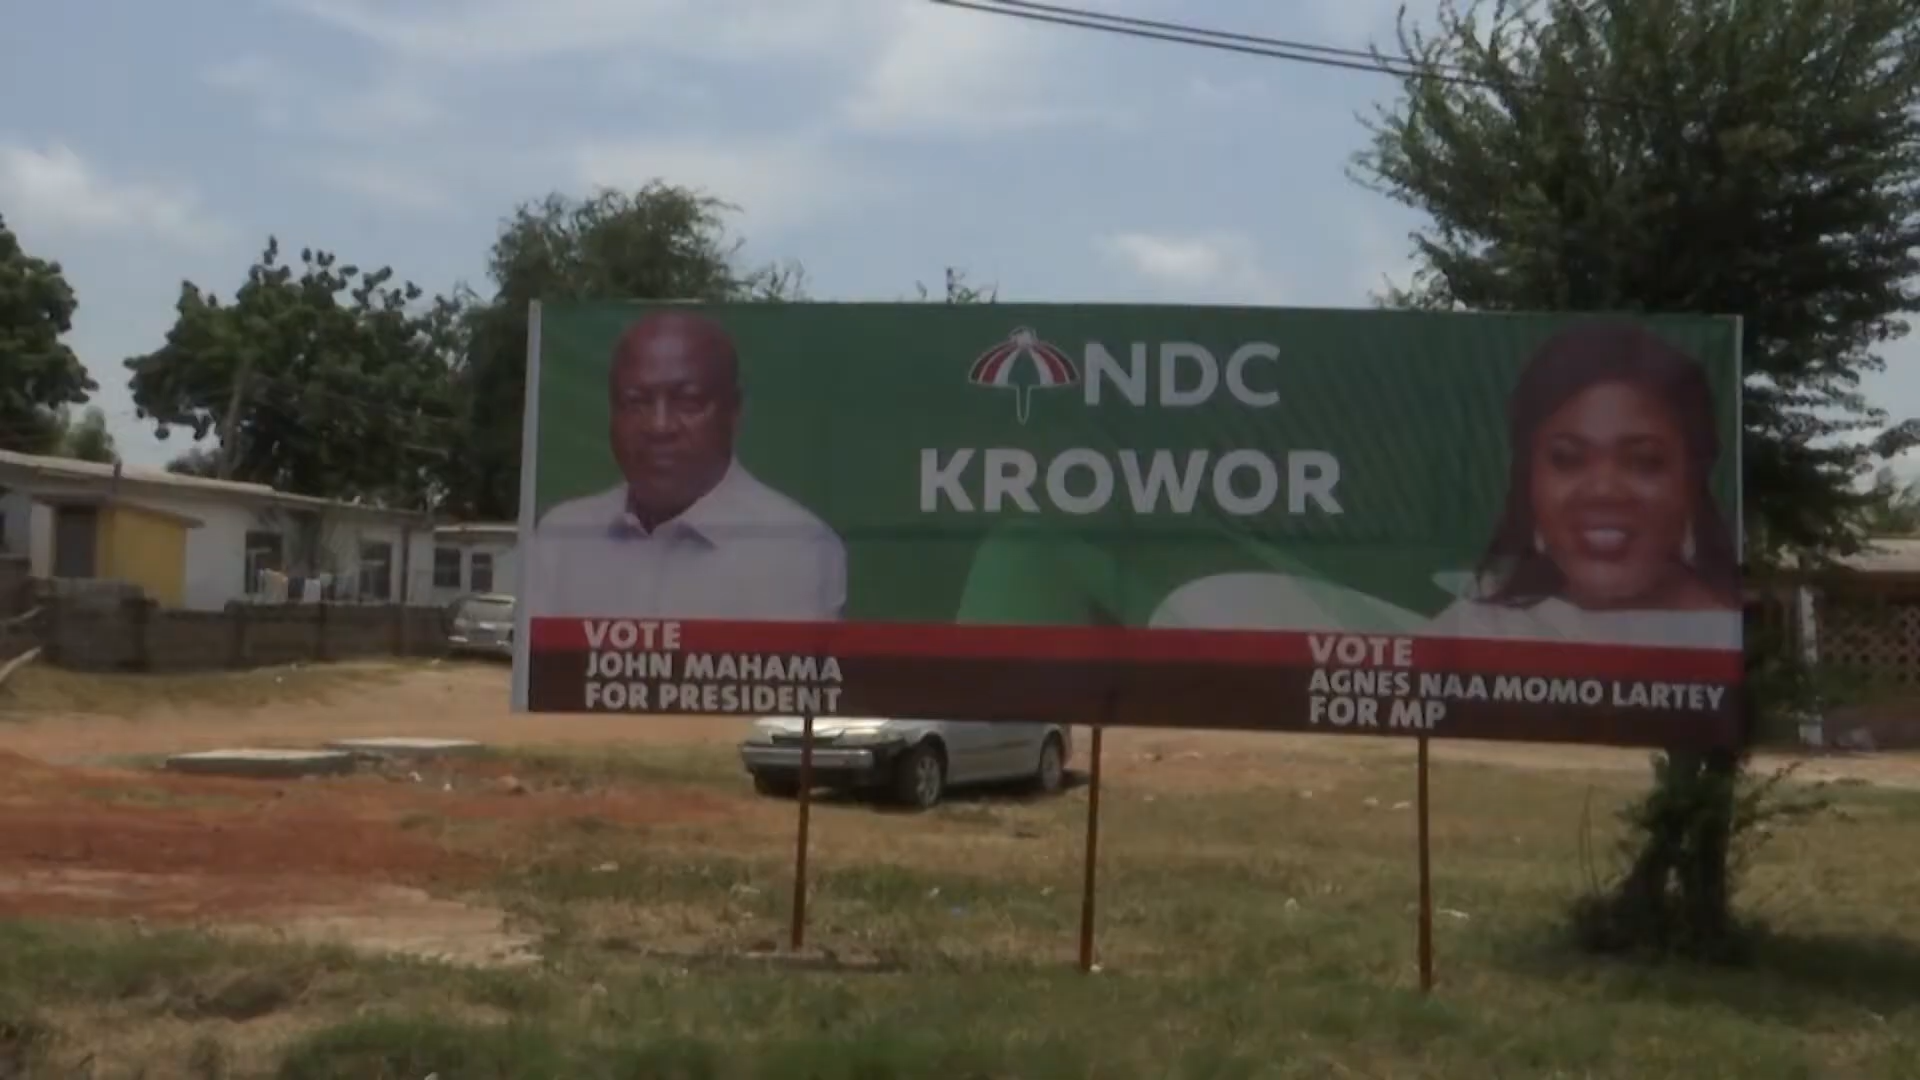 NDC
KROWOR
VOTE
JOHN MAHAMA
FOR PRESIDENT
VOTE
AGNES NAA MOMO LARTEY
FOR MP